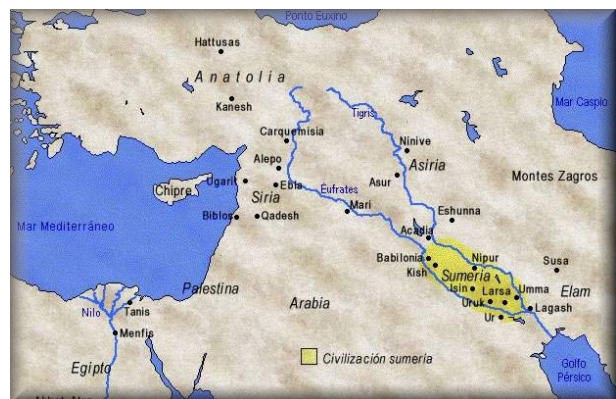 Ponto Euxino
Hattusas
Anatolia
Kanesh
Mar Caspio
Tigris
Carquemisia
Ninive
Asiria
Alepo
Asur
Montes Zagros
Chipre
Ugarit
Ebla
Siria
Éufrates
Mari
Biblos
Qadesh
Eshunna
Mar Mediterráneo
Acadia
Babilonia
Nipur
Kish
Sumeria
Susa
Palestina
Isin
Larsa
Umma
Elam
Arabia
Uruk
Lagash
Nilo
Tanis
Ur
Menfis
Civilización sumeria
Golfo
Pérsico
Egipto